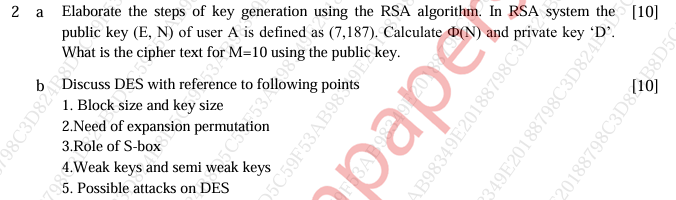 2 a Elaborate the steps of key generation using the RSA algorithm. In RSA system the [10]
public key (E, N) of user A is defined as (7,187). Calculate Φ(N) and private key ‘D’.
What is the cipher text for M=10 using the public key.
b Discuss DES with reference to following points [10]
1. Block size and key size
2.Need of expansion permutation
3.Role of S-box
4.Weak keys and semi weak keys
5. Possible attacks on DES